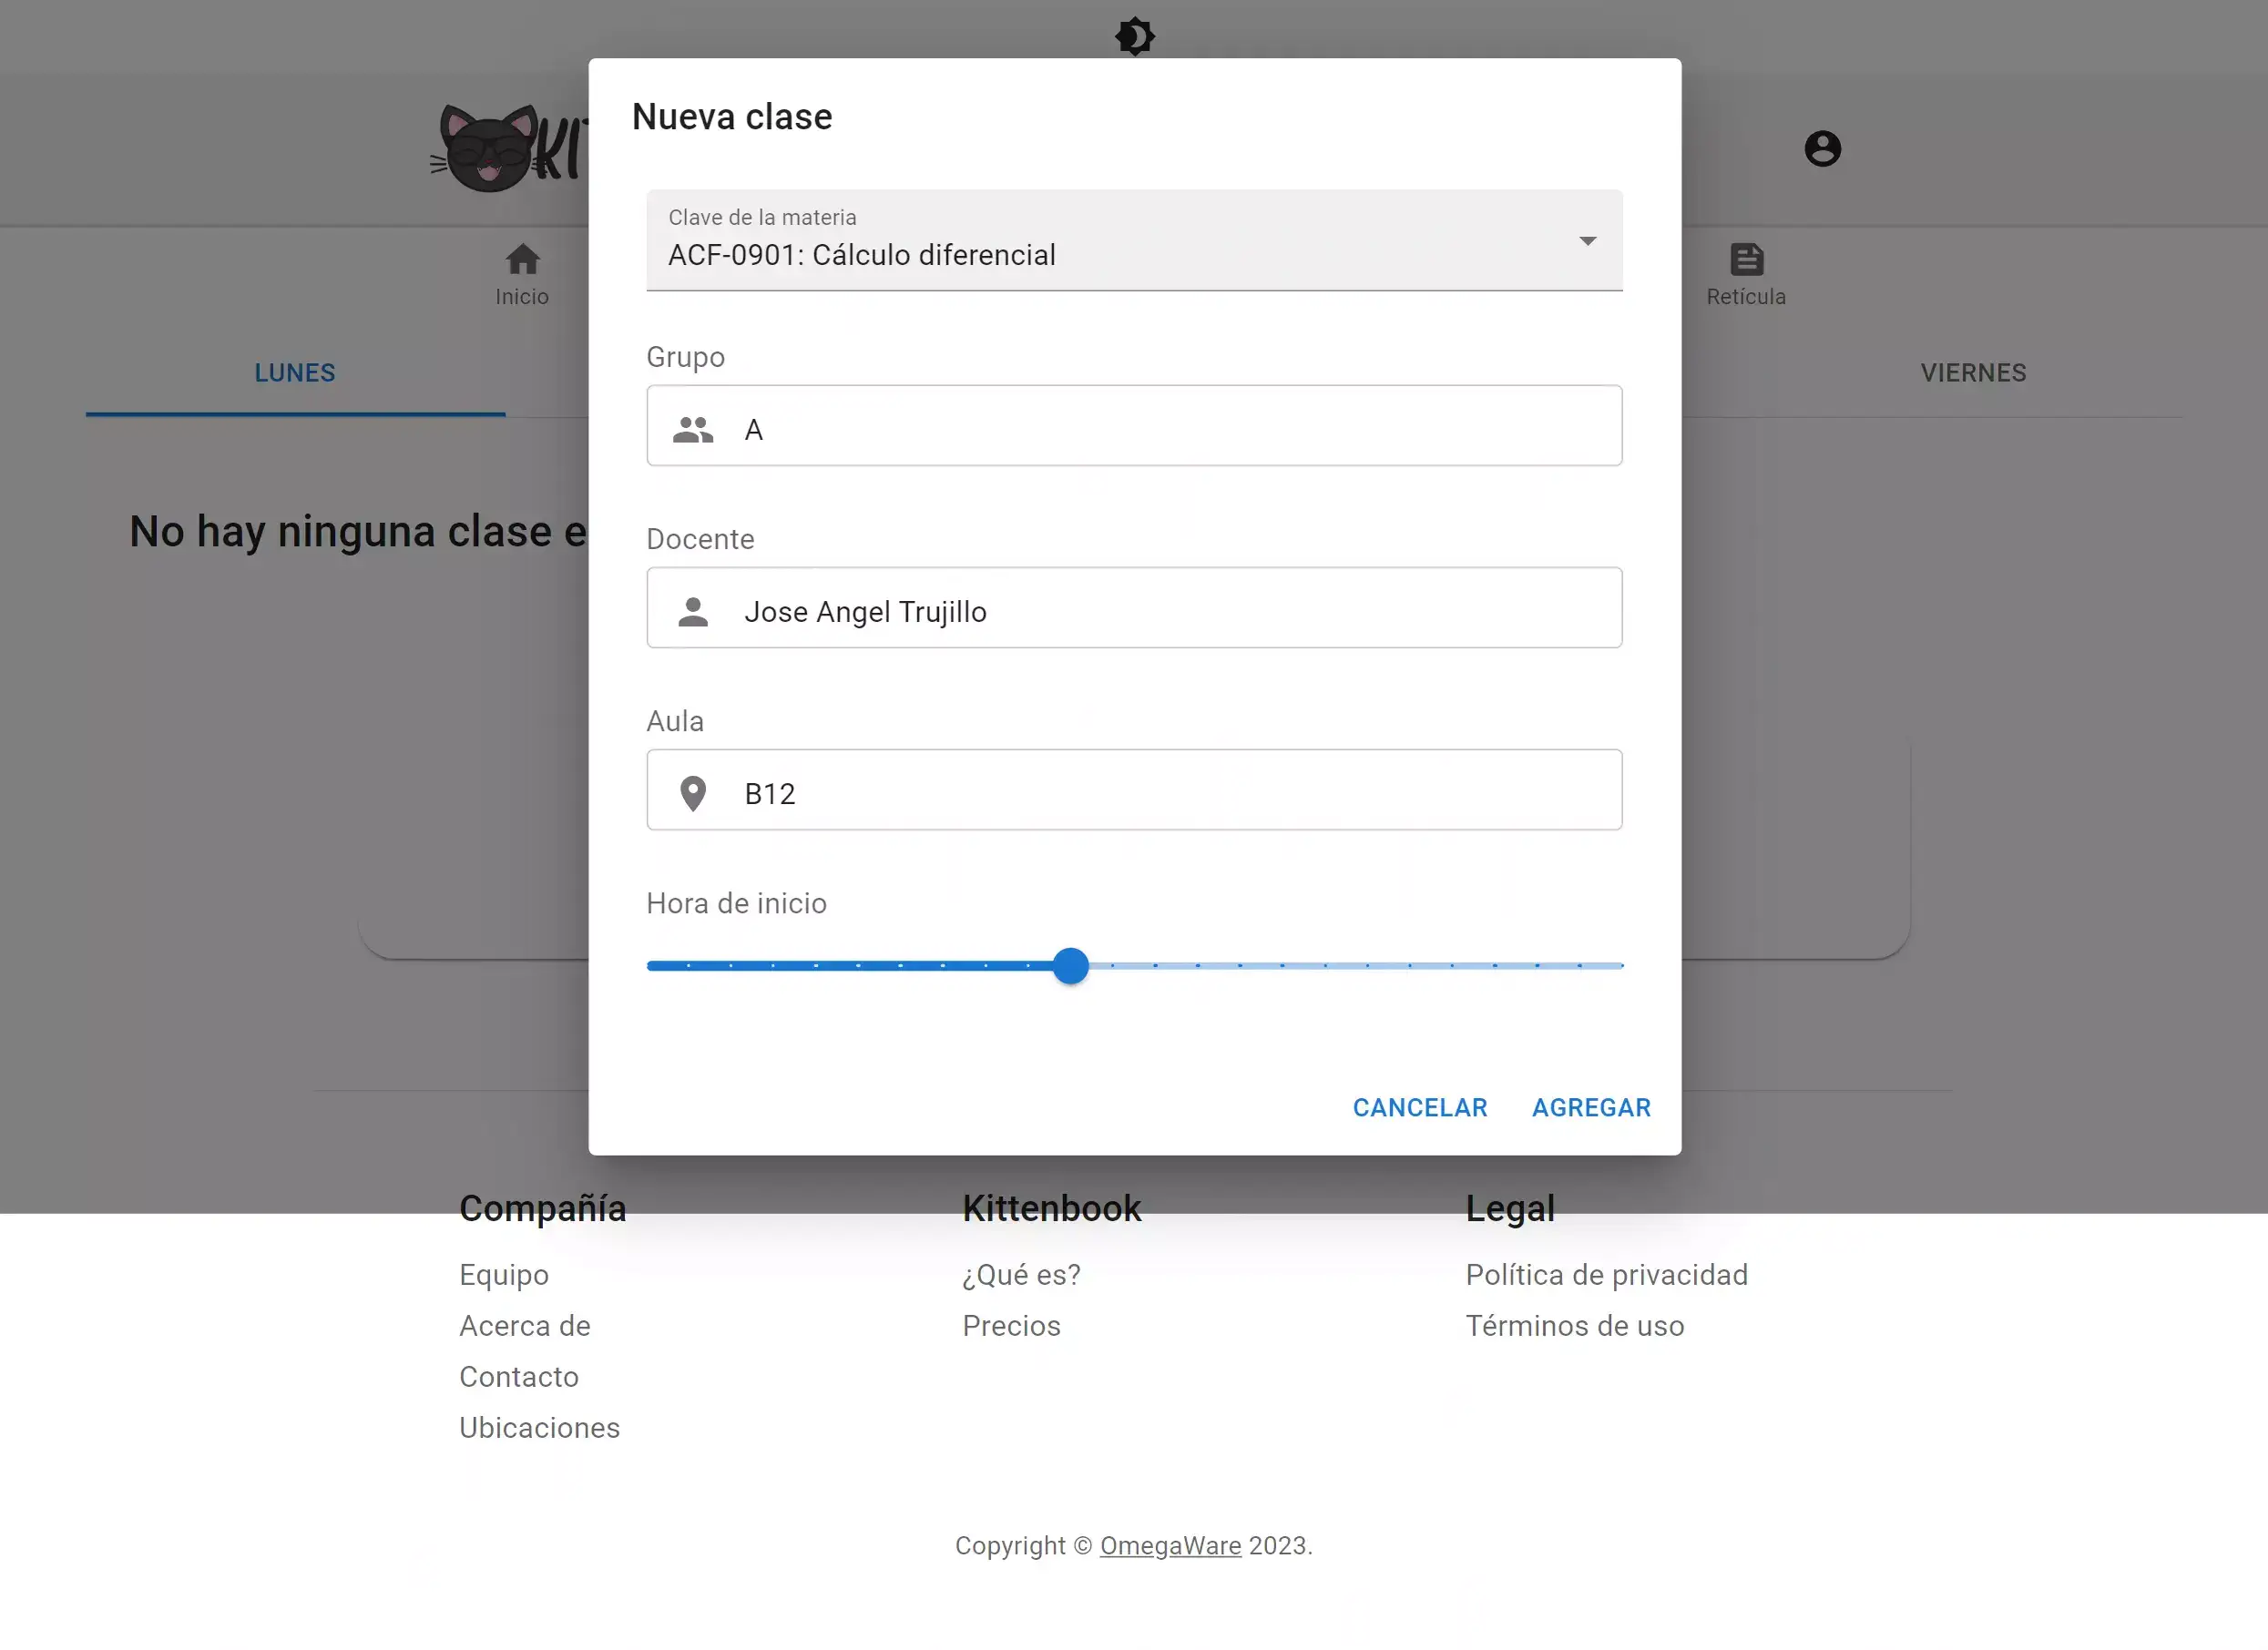 Nueva clase
Clave de la materia
ACF-0901: Cálculo diferencial
Inicio
Retícula
LUNES
VIERNES
Grupo
A
No hay ninguna clase
Docente
Jose Angel Trujillo
Aula
B12
Hora de inicio
CANCELAR AGREGAR
Compañía
Equipo
Acerca de
Contacto
Ubicaciones
Kittenbook
¿Qué es?
Precios
Legal
Política de privacidad
Términos de uso
Copyright © OmegaWare 2023.